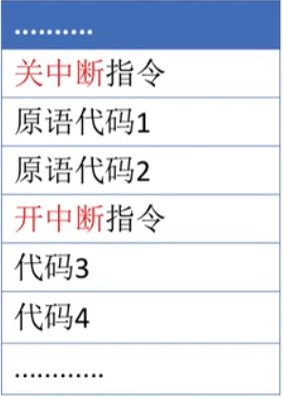 ..........
关中断指令
原语代码1
原语代码2
开中断指令
代码3
代码4
............